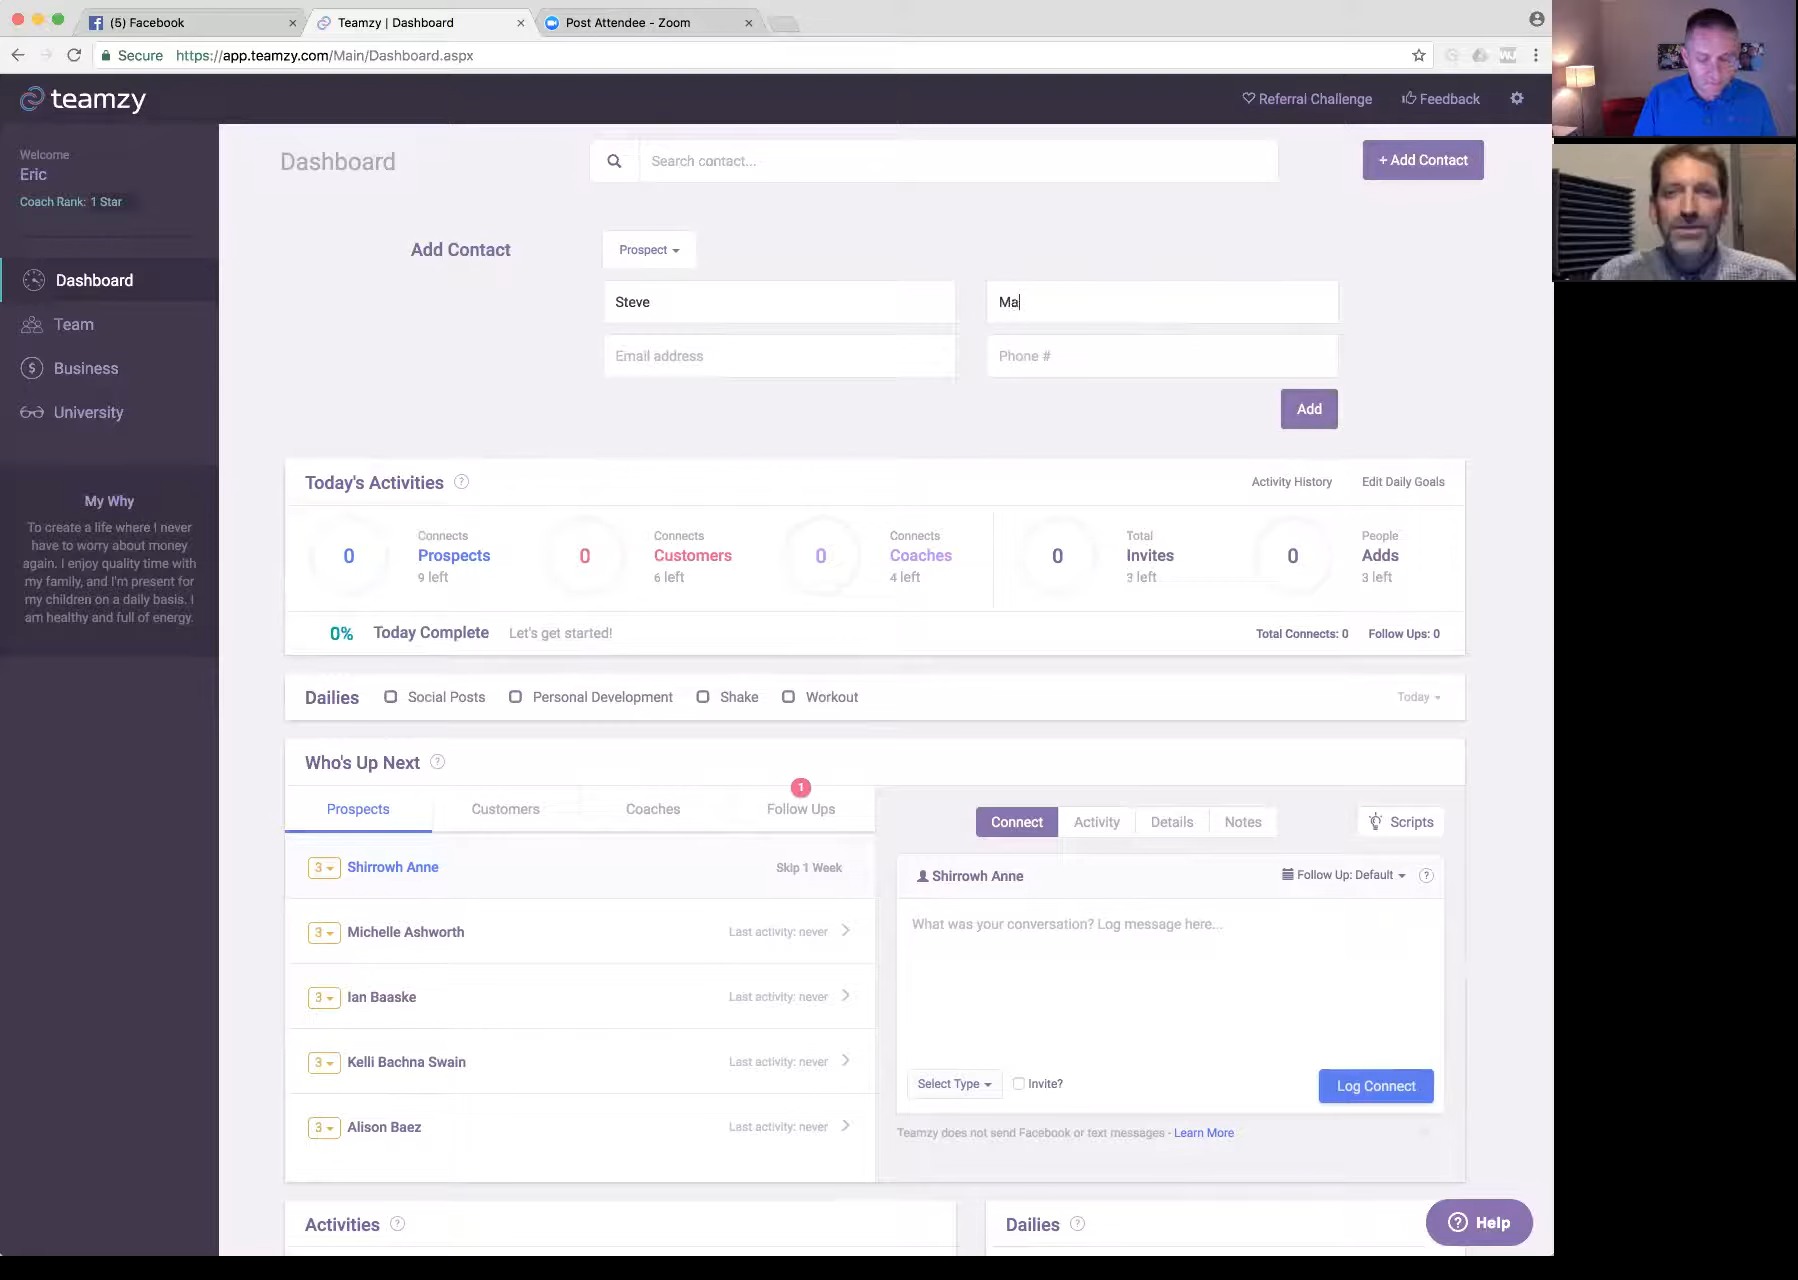 (5) Facebook
Teamzy | Dashboard
Post Attendee - Zoom
Secure https://app.teamzy.com/Main/Dashboard.aspx
teamzy
Referral Challenge
Feedback
Welcome
Eric
Coach Rank: 1 Star
Dashboard
Team
Business
University
My Why
To create a life where I never
have to worry about money
again. I enjoy quality time with
my family, and I'm present for
my children on a daily basis. I
am healthy and full of energy.
Dashboard
Search contact...
+ Add Contact
Add Contact
Prospect
Steve
Ma
Email address
Phone #
Add
Today's Activities ?
Activity History
Edit Daily Goals
0
Connects
Prospects
9 left
0
Connects
Customers
6 left
0
Connects
Coaches
4 left
0
Total
Invites
3 left
0
People
Adds
3 left
0% Today Complete Let's get started!
Total Connects: 0 Follow Ups: 0
Dailies Social Posts Personal Development Shake Workout
Today
Who's Up Next ?
1
Prospects Customers Coaches Follow Ups
3 Shirrowh Anne Skip 1 Week
3 Michelle Ashworth Last activity: never
3 Ian Baaske Last activity: never
3 Kelli Bachna Swain Last activity: never
3 Alison Baez Last activity: never
Connect Activity Details Notes
Scripts
Shirrowh Anne
Follow Up: Default ?
What was your conversation? Log message here...
Select Type Invite?
Log Connect
Teamzy does not send Facebook or text messages - Learn More
Activities ?
Dailies ?
? Help